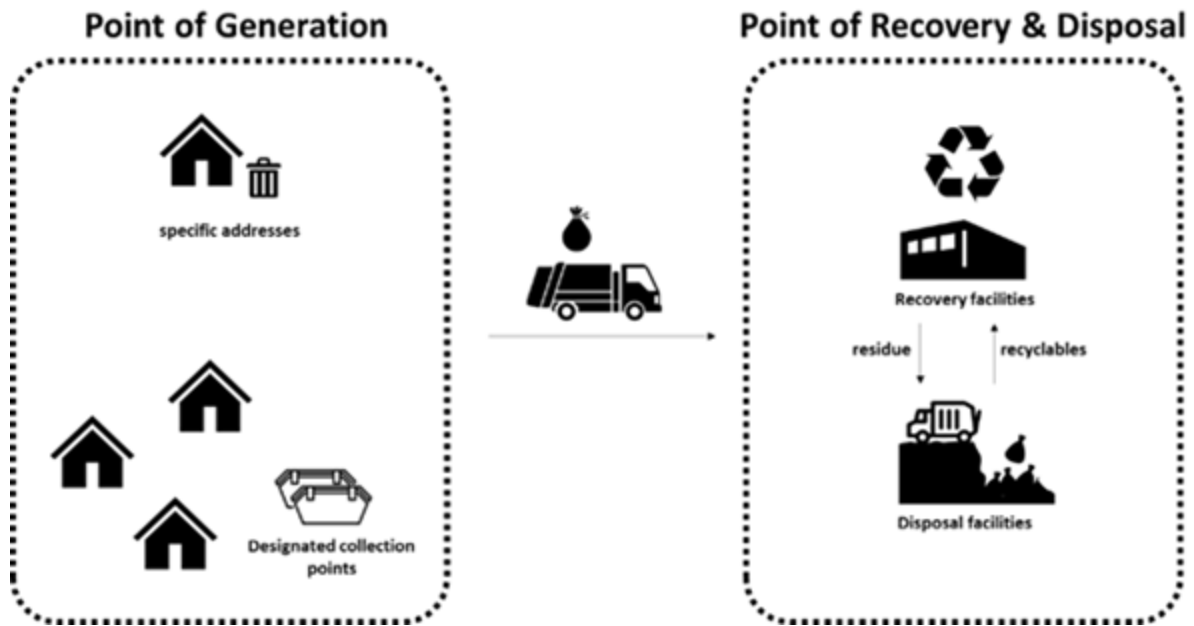 Point of Generation
Point of Recovery & Disposal
specific addresses
Designated collection
points
Recovery facilities
residue
recyclables
Disposal facilities